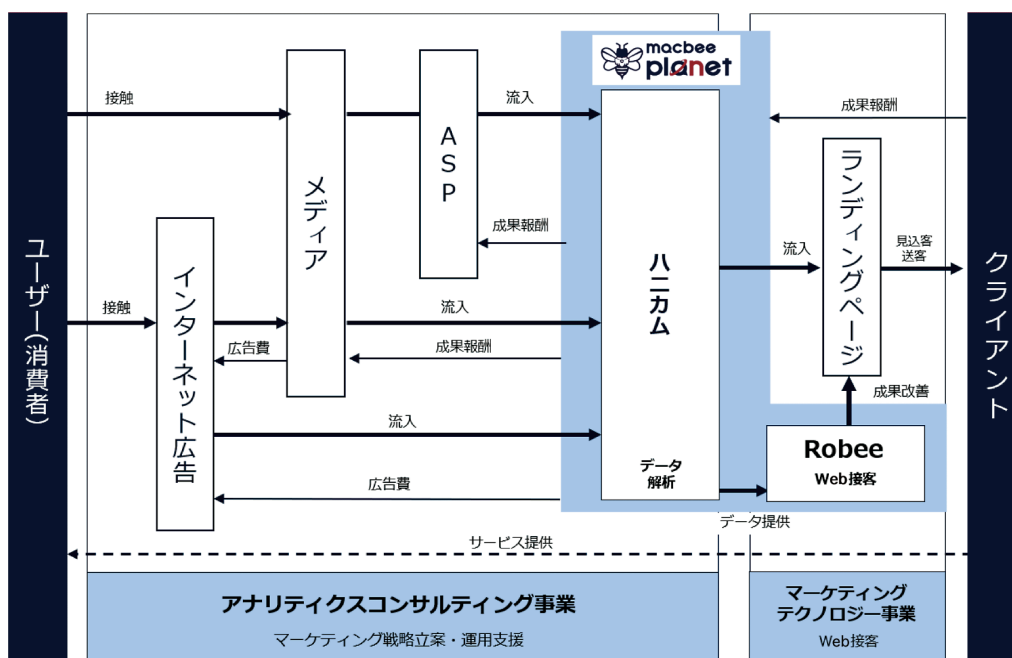 macbee
planet
ユーザー(消費者)
接触
接触
インターネット広告
メディア
ASP
流入
成果報酬
流入
広告費
成果報酬
流入
広告費
ハニカム
データ
解析
成果報酬
ランディングページ
流入
見込客
送客
成果改善
Robee
Web接客
データ提供
クライアント
サービス提供
アナリティクスコンサルティング事業
マーケティング戦略立案・運用支援
マーケティング
テクノロジー事業
Web接客